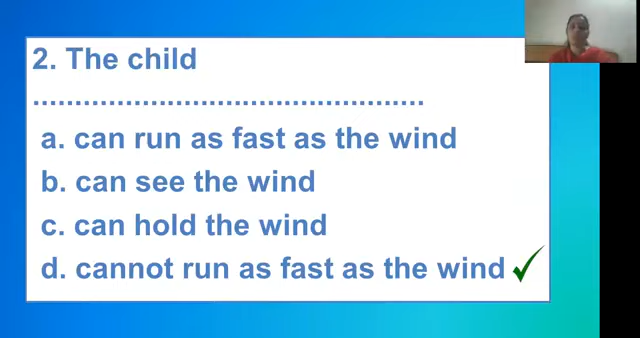 2. The child
................................................
a. can run as fast as the wind
b. can see the wind
c. can hold the wind
d. cannot run as fast as the wind